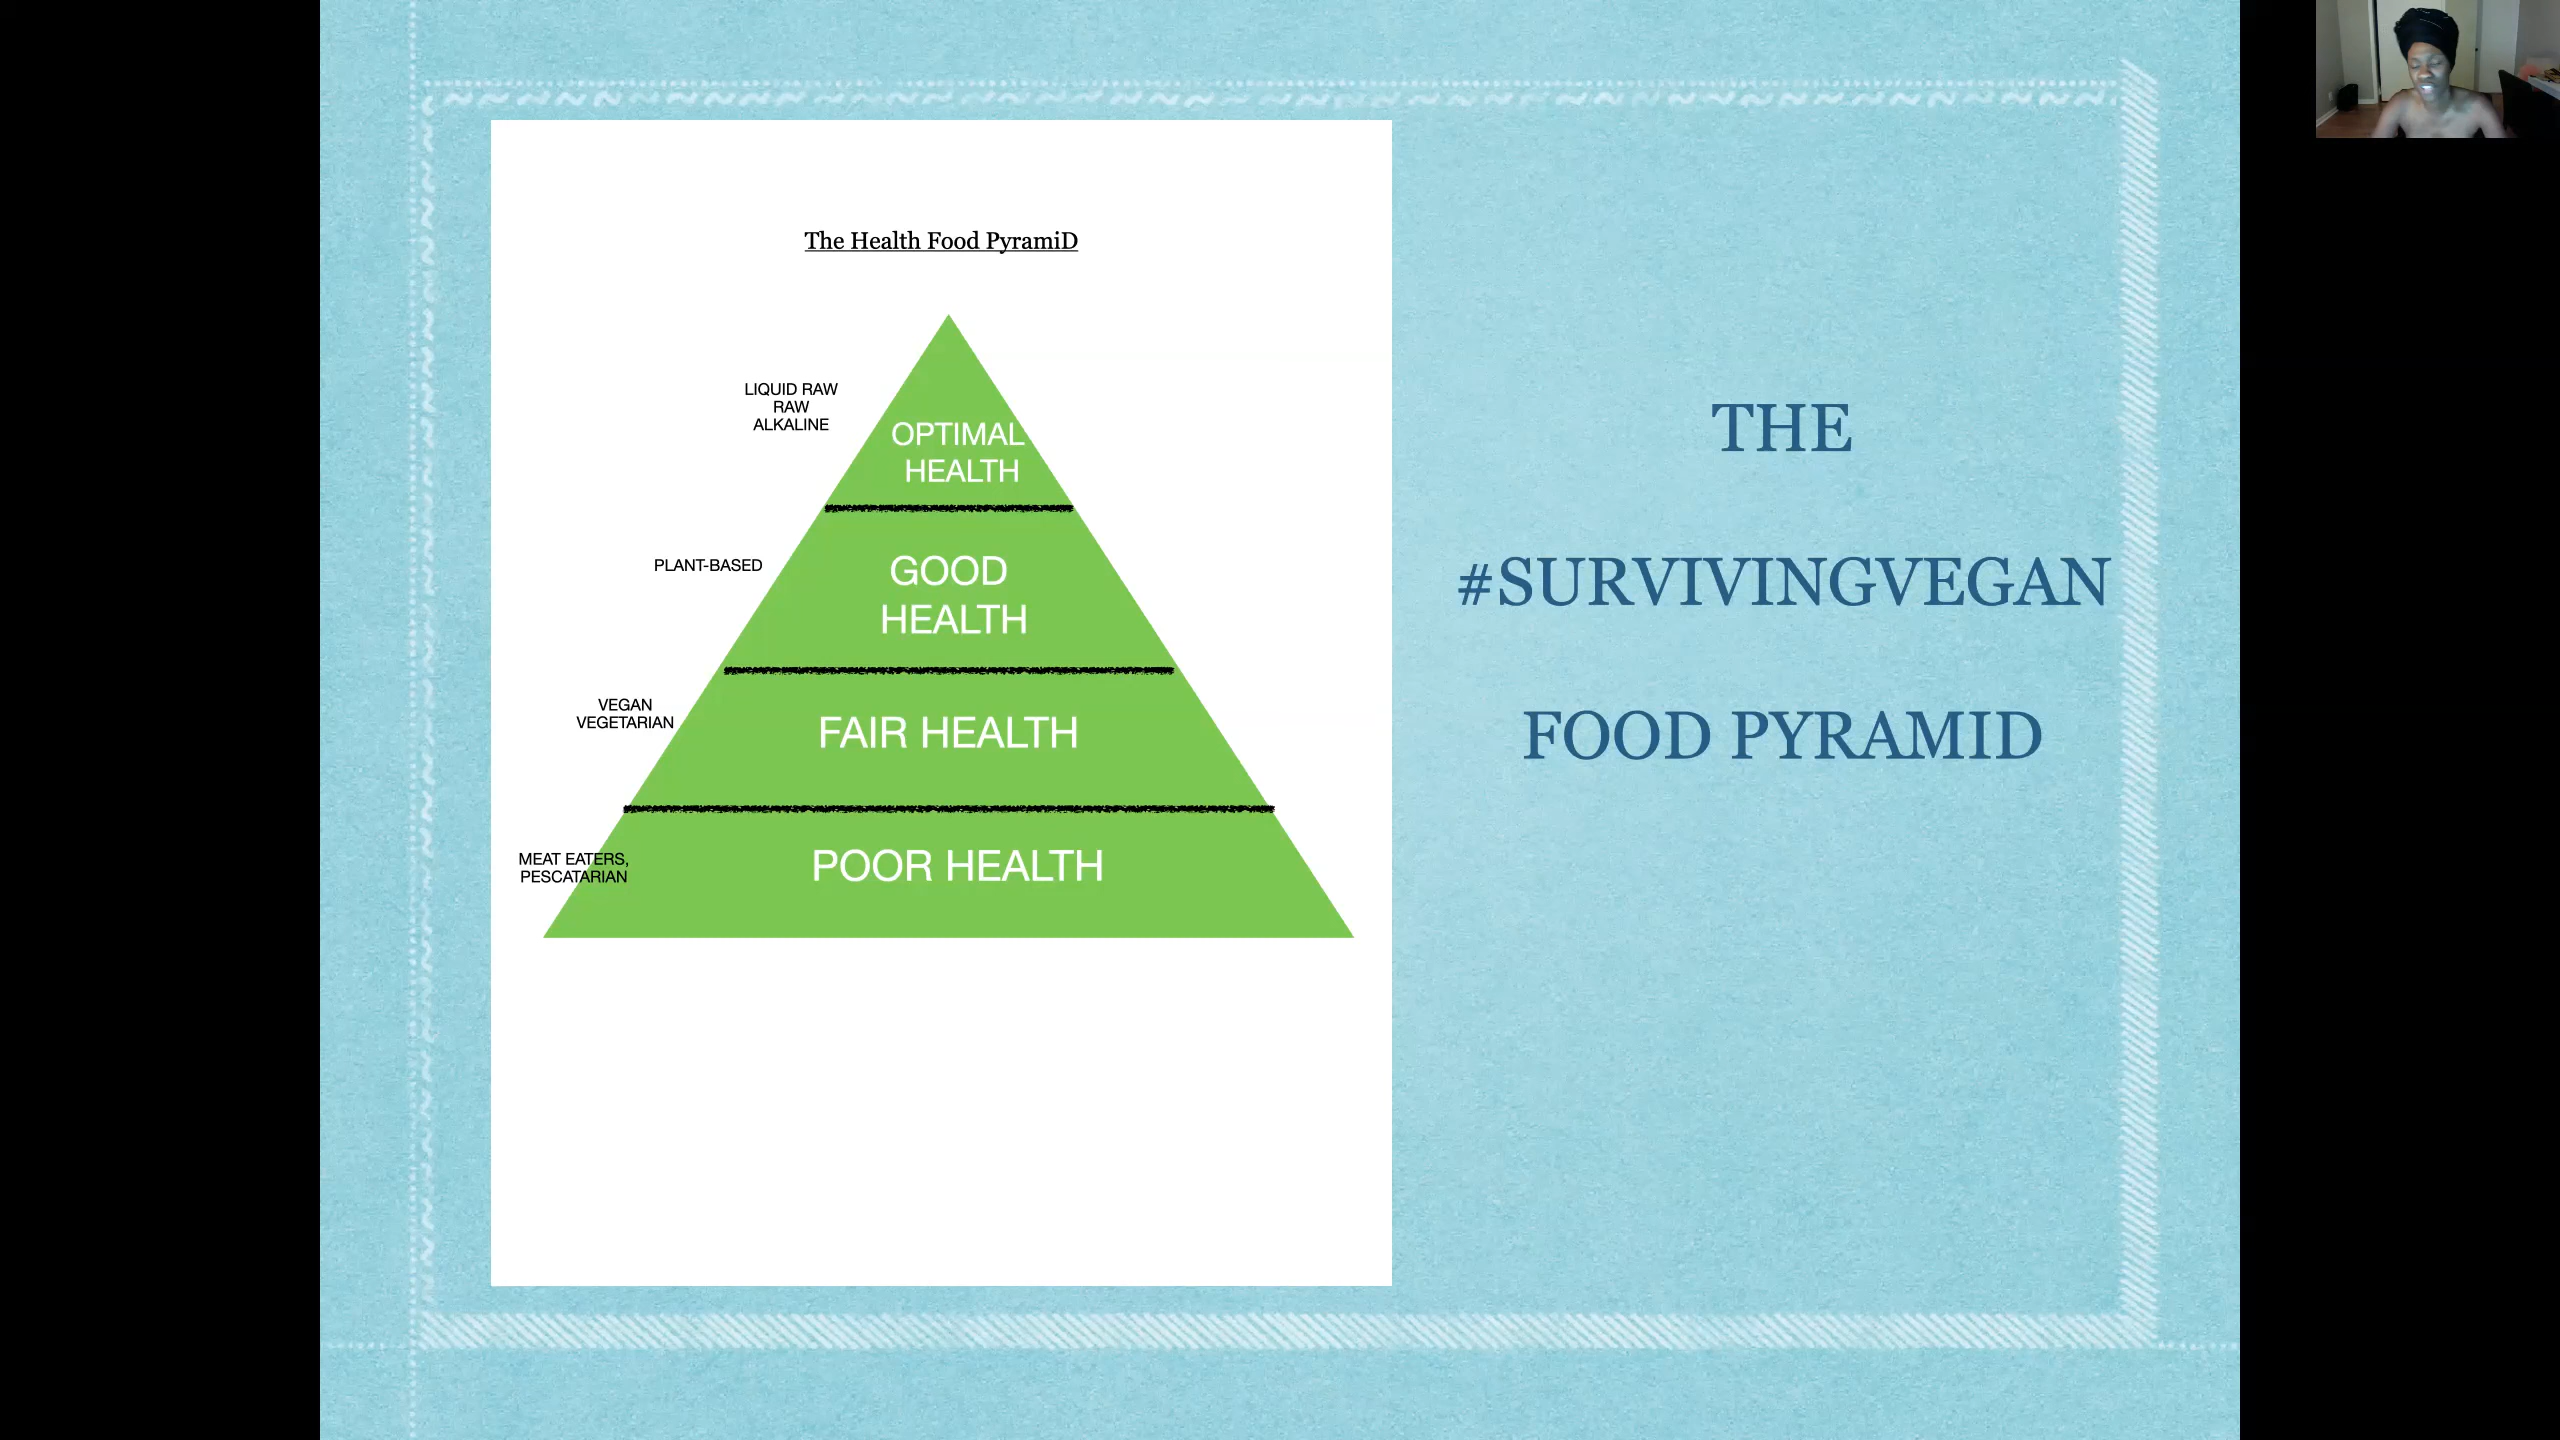 The Health Food PyramiD
LIQUID RAW
RAW
ALKALINE
OPTIMAL
HEALTH
PLANT-BASED
GOOD
HEALTH
VEGAN
VEGETARIAN
FAIR HEALTH
MEAT EATERS,
PESCATARIAN
POOR HEALTH
THE
#SURVIVINGVEGAN
FOOD PYRAMID